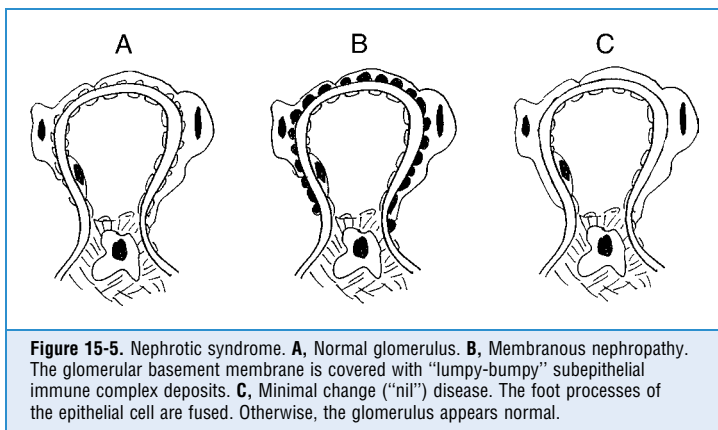 A B C
Figure 15-5. Nephrotic syndrome. A, Normal glomerulus. B, Membranous nephropathy.
The glomerular basement membrane is covered with “lumpy-bumpy” subepithelial
immune complex deposits. C, Minimal change (“nil”) disease. The foot processes of
the epithelial cell are fused. Otherwise, the glomerulus appears normal.